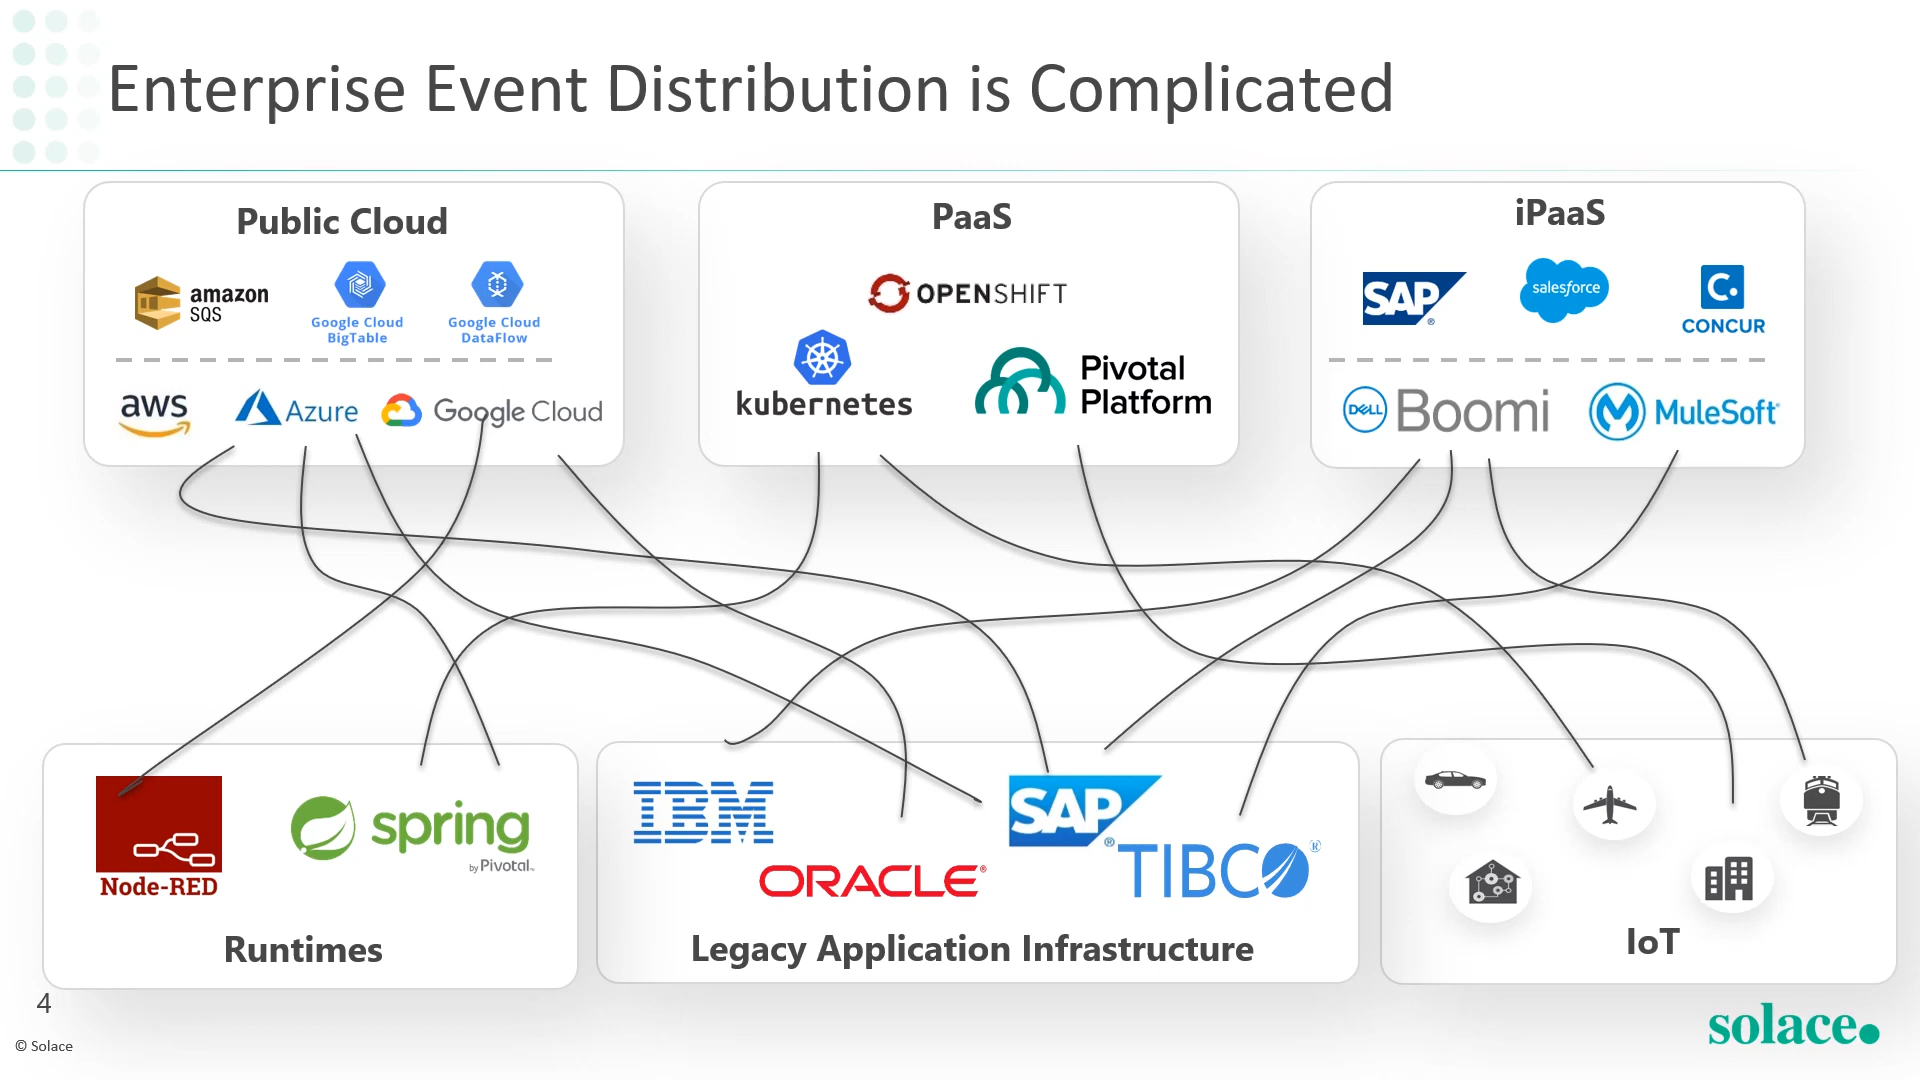 Enterprise Event Distribution is Complicated
Public Cloud
amazon
SQS
Google Cloud
BigTable
Google Cloud
DataFlow
aws
Azure
Google Cloud
PaaS
OPENSHIFT
kubernetes
Pivotal
Platform
iPaaS
SAP®
salesforce
C.
CONCUR
DELL
Boomi
MuleSoft®
Node-RED
spring
by Pivotal™
Runtimes
IBM
ORACLE®
SAP®
TIBCO®
Legacy Application Infrastructure
IoT
4
© Solace
solace.